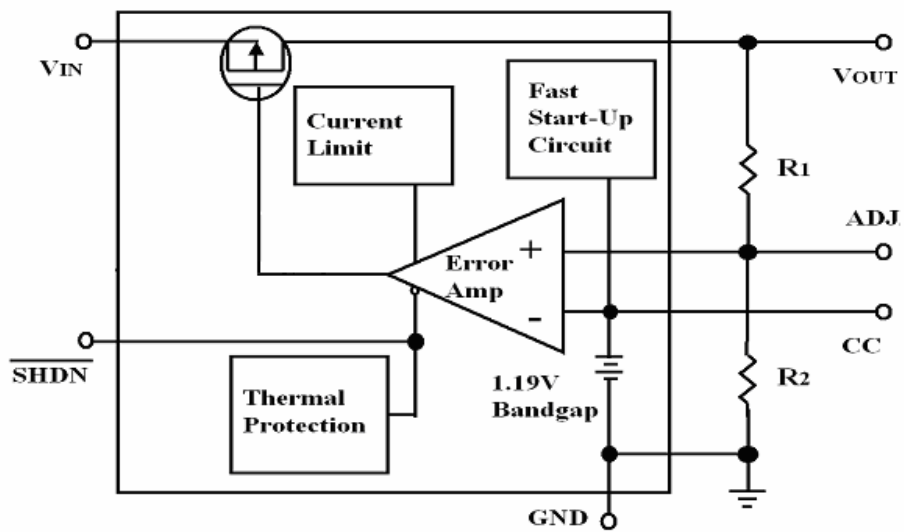 VIN
VOUT
Current
Limit
Fast
Start-Up
Circuit
R1
ADJ.
+
Error
Amp
-
CC
SHDN
Thermal
Protection
1.19V
Bandgap
R2
GND